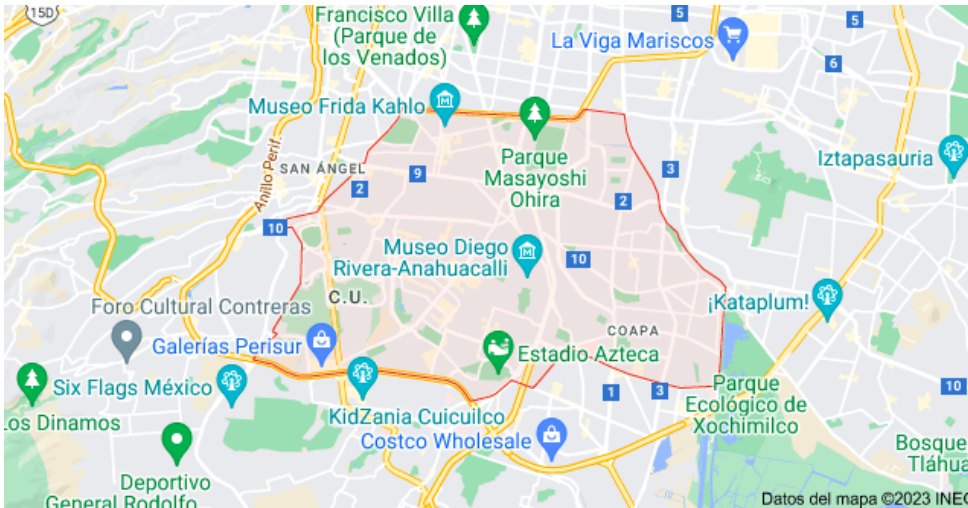 15D
Francisco Villa
(Parque de
los Venados)
5
La Viga Mariscos
5
6
Museo Frida Kahlo
Anillo Perif.
SAN ÁNGEL
2
9
Parque
Masayoshi
Ohira
3
2
Iztapasauria
10
Museo Diego
Rivera-Anahuacalli
10
C.U.
Foro Cultural Contreras
¡Kataplum!
COAPA
Galerías Perisur
Estadio Azteca
Six Flags México
Los Dinamos
KidZania Cuicuilco
1
3
Parque
Ecológico de
Xochimilco
10
Costco Wholesale
Deportivo
General Rodolfo...
Bosque
Tláhua
Datos del mapa ©2023 INEG